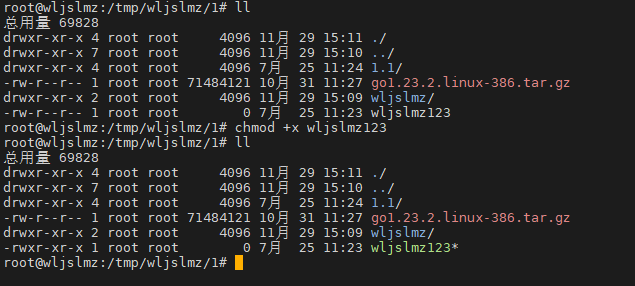 root@wljslmz:/tmp/wljslmz/1# ll
总用量 69828
drwxr-xr-x 4 root root     4096 11月 29 15:11 ./
drwxr-xr-x 7 root root     4096 11月 29 15:10 ../
drwxr-xr-x 4 root root     4096 7月  25 11:24 1.1/
-rw-r--r-- 1 root root 71484121 10月 31 11:27 go1.23.2.linux-386.tar.gz
drwxr-xr-x 2 root root     4096 11月 29 15:09 wljslmz/
-rw-r--r-- 1 root root        0 7月  25 11:23 wljslmz123
root@wljslmz:/tmp/wljslmz/1# chmod +x wljslmz123
root@wljslmz:/tmp/wljslmz/1# ll
总用量 69828
drwxr-xr-x 4 root root     4096 11月 29 15:11 ./
drwxr-xr-x 7 root root     4096 11月 29 15:10 ../
drwxr-xr-x 4 root root     4096 7月  25 11:24 1.1/
-rw-r--r-- 1 root root 71484121 10月 31 11:27 go1.23.2.linux-386.tar.gz
drwxr-xr-x 2 root root     4096 11月 29 15:09 wljslmz/
-rwxr-xr-x 1 root root        0 7月  25 11:23 wljslmz123*
root@wljslmz:/tmp/wljslmz/1#